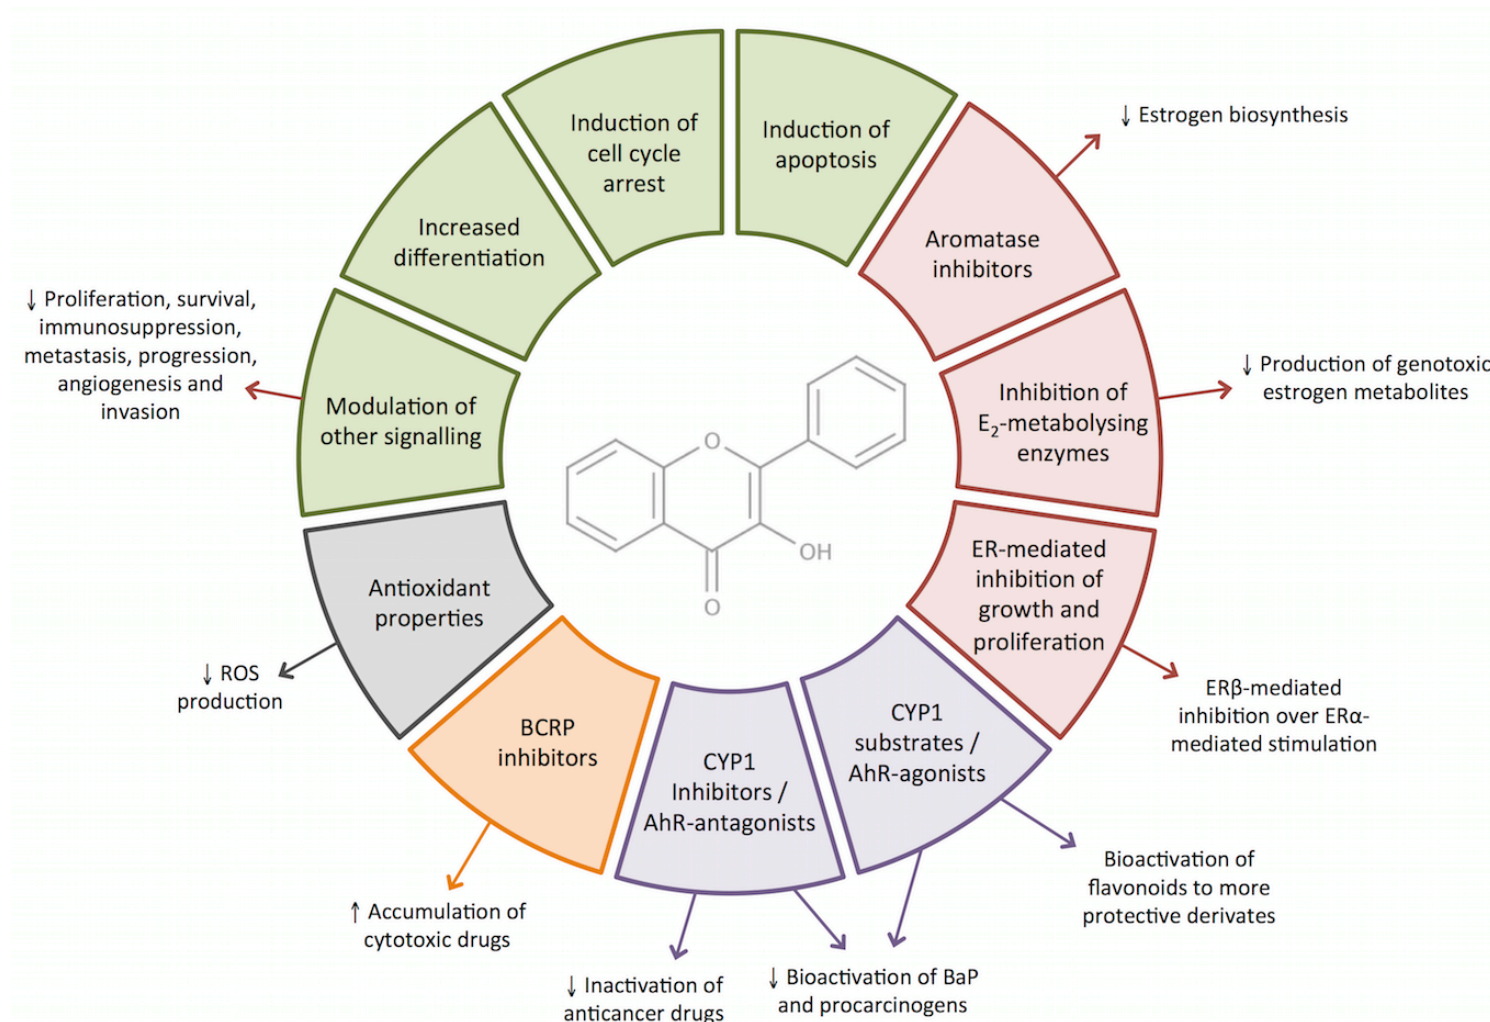 Induction of
cell cycle
arrest
Induction of
apoptosis
↓ Estrogen biosynthesis
Increased
differentiation
Aromatase
inhibitors
↓ Proliferation, survival,
immunosuppression,
metastasis, progression,
angiogenesis and
invasion
Modulation of
other signalling
Inhibition of
E₂-metabolysing
enzymes
↓ Production of genotoxic
estrogen metabolites
O
OH
O
Antioxidant
properties
ER-mediated
inhibition of
growth and
proliferation
↓ ROS
production
ERβ-mediated
inhibition over ERα-
mediated stimulation
BCRP
inhibitors
CYP1
Inhibitors /
AhR-antagonists
CYP1
substrates /
AhR-agonists
Bioactivation of
flavonoids to more
protective derivates
↑ Accumulation of
cytotoxic drugs
↓ Inactivation of
anticancer drugs
↓ Bioactivation of BaP
and procarcinogens